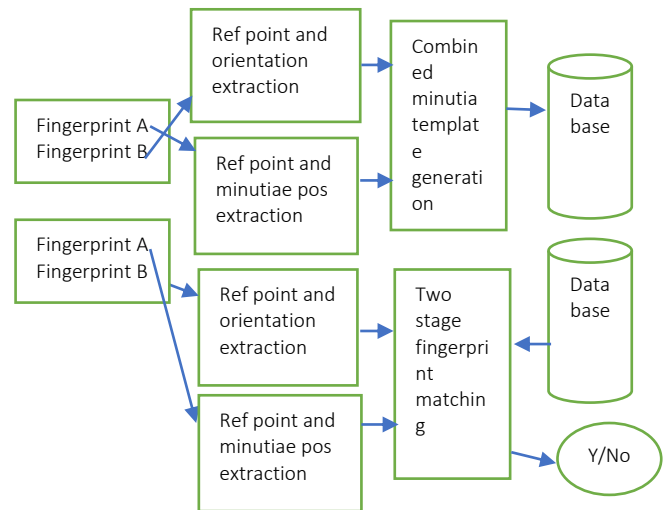 Ref point and
orientation
extraction
Combin
ed
minutia
templat
e
generati
on
Data
base
Fingerprint A
Fingerprint B
Ref point and
minutiae pos
extraction
Fingerprint A
Fingerprint B
Ref point and
orientation
extraction
Two
stage
fingerpri
nt
matchin
g
Data
base
Ref point and
minutiae pos
extraction
Y/No